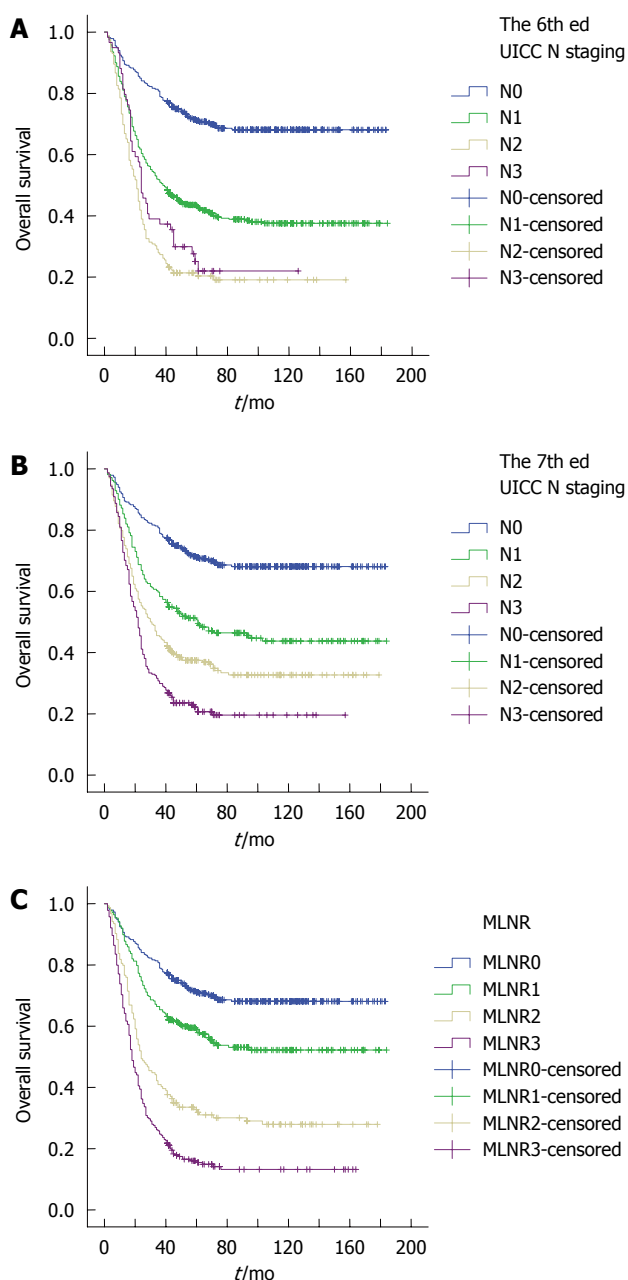 A
The 6th ed
UICC N staging
N0
N1
N2
N3
N0-censored
N1-censored
N2-censored
N3-censored
Overall survival
1.0
0.8
0.6
0.4
0.2
0.0
0 40 80 120 160 200
t/mo
B
The 7th ed
UICC N staging
N0
N1
N2
N3
N0-censored
N1-censored
N2-censored
N3-censored
Overall survival
1.0
0.8
0.6
0.4
0.2
0.0
0 40 80 120 160 200
t/mo
C
MLNR
MLNR0
MLNR1
MLNR2
MLNR3
MLNR0-censored
MLNR1-censored
MLNR2-censored
MLNR3-censored
Overall survival
1.0
0.8
0.6
0.4
0.2
0.0
0 40 80 120 160 200
t/mo